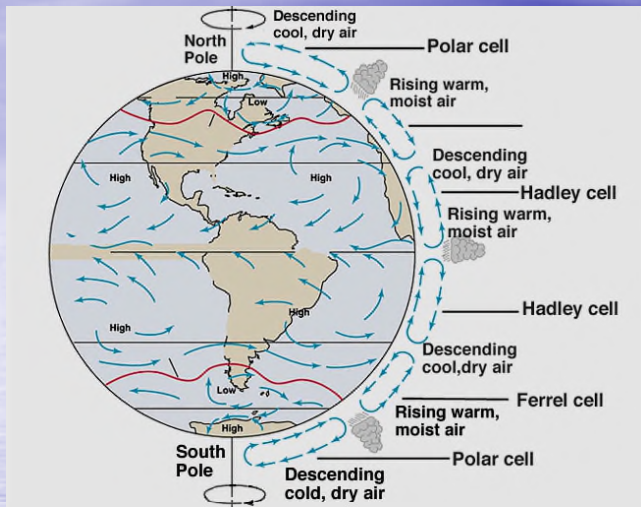 Descending
cool, dry air
North
Pole
Polar cell
High
Rising warm,
moist air
Low
Descending
cool, dry air
High
High
Hadley cell
Rising warm,
moist air
Hadley cell
High
High
Descending
cool,dry air
Low
Ferrel cell
Rising warm,
moist air
High
South
Pole
Polar cell
Descending
cold, dry air